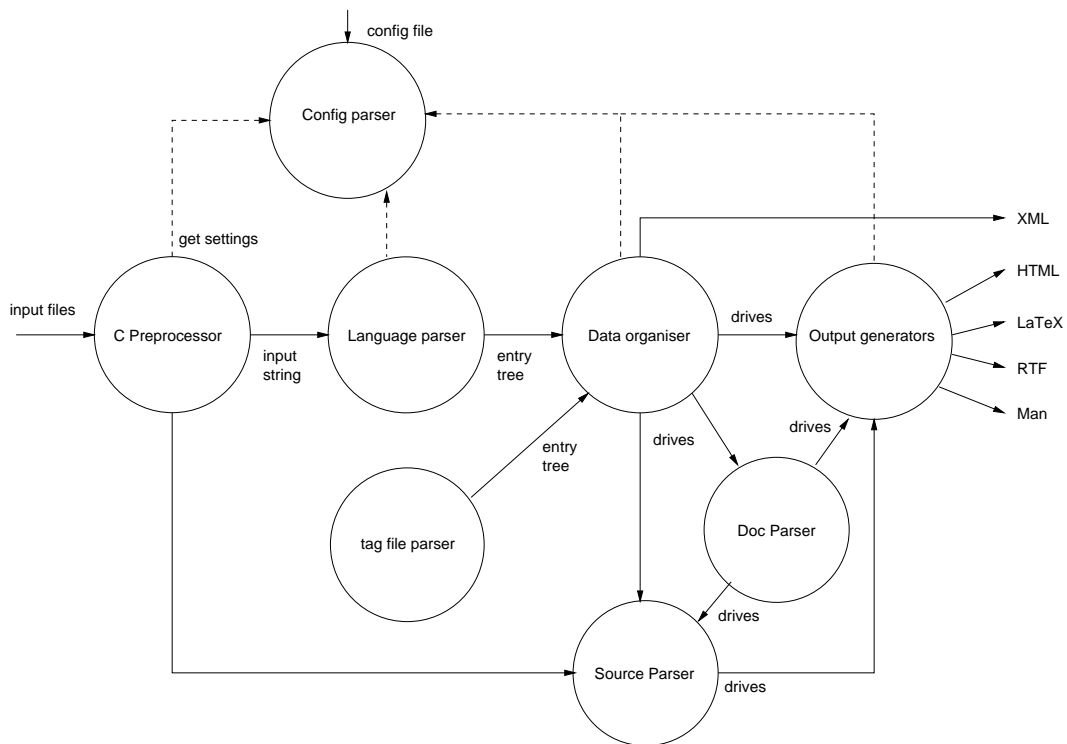 config file
Config parser
get settings
XML
HTML
input files
C Preprocessor
input
string
Language parser
entry
tree
Data organiser
drives
Output generators
LaTeX
RTF
Man
drives
drives
entry
tree
tag file parser
Doc Parser
drives
Source Parser
drives